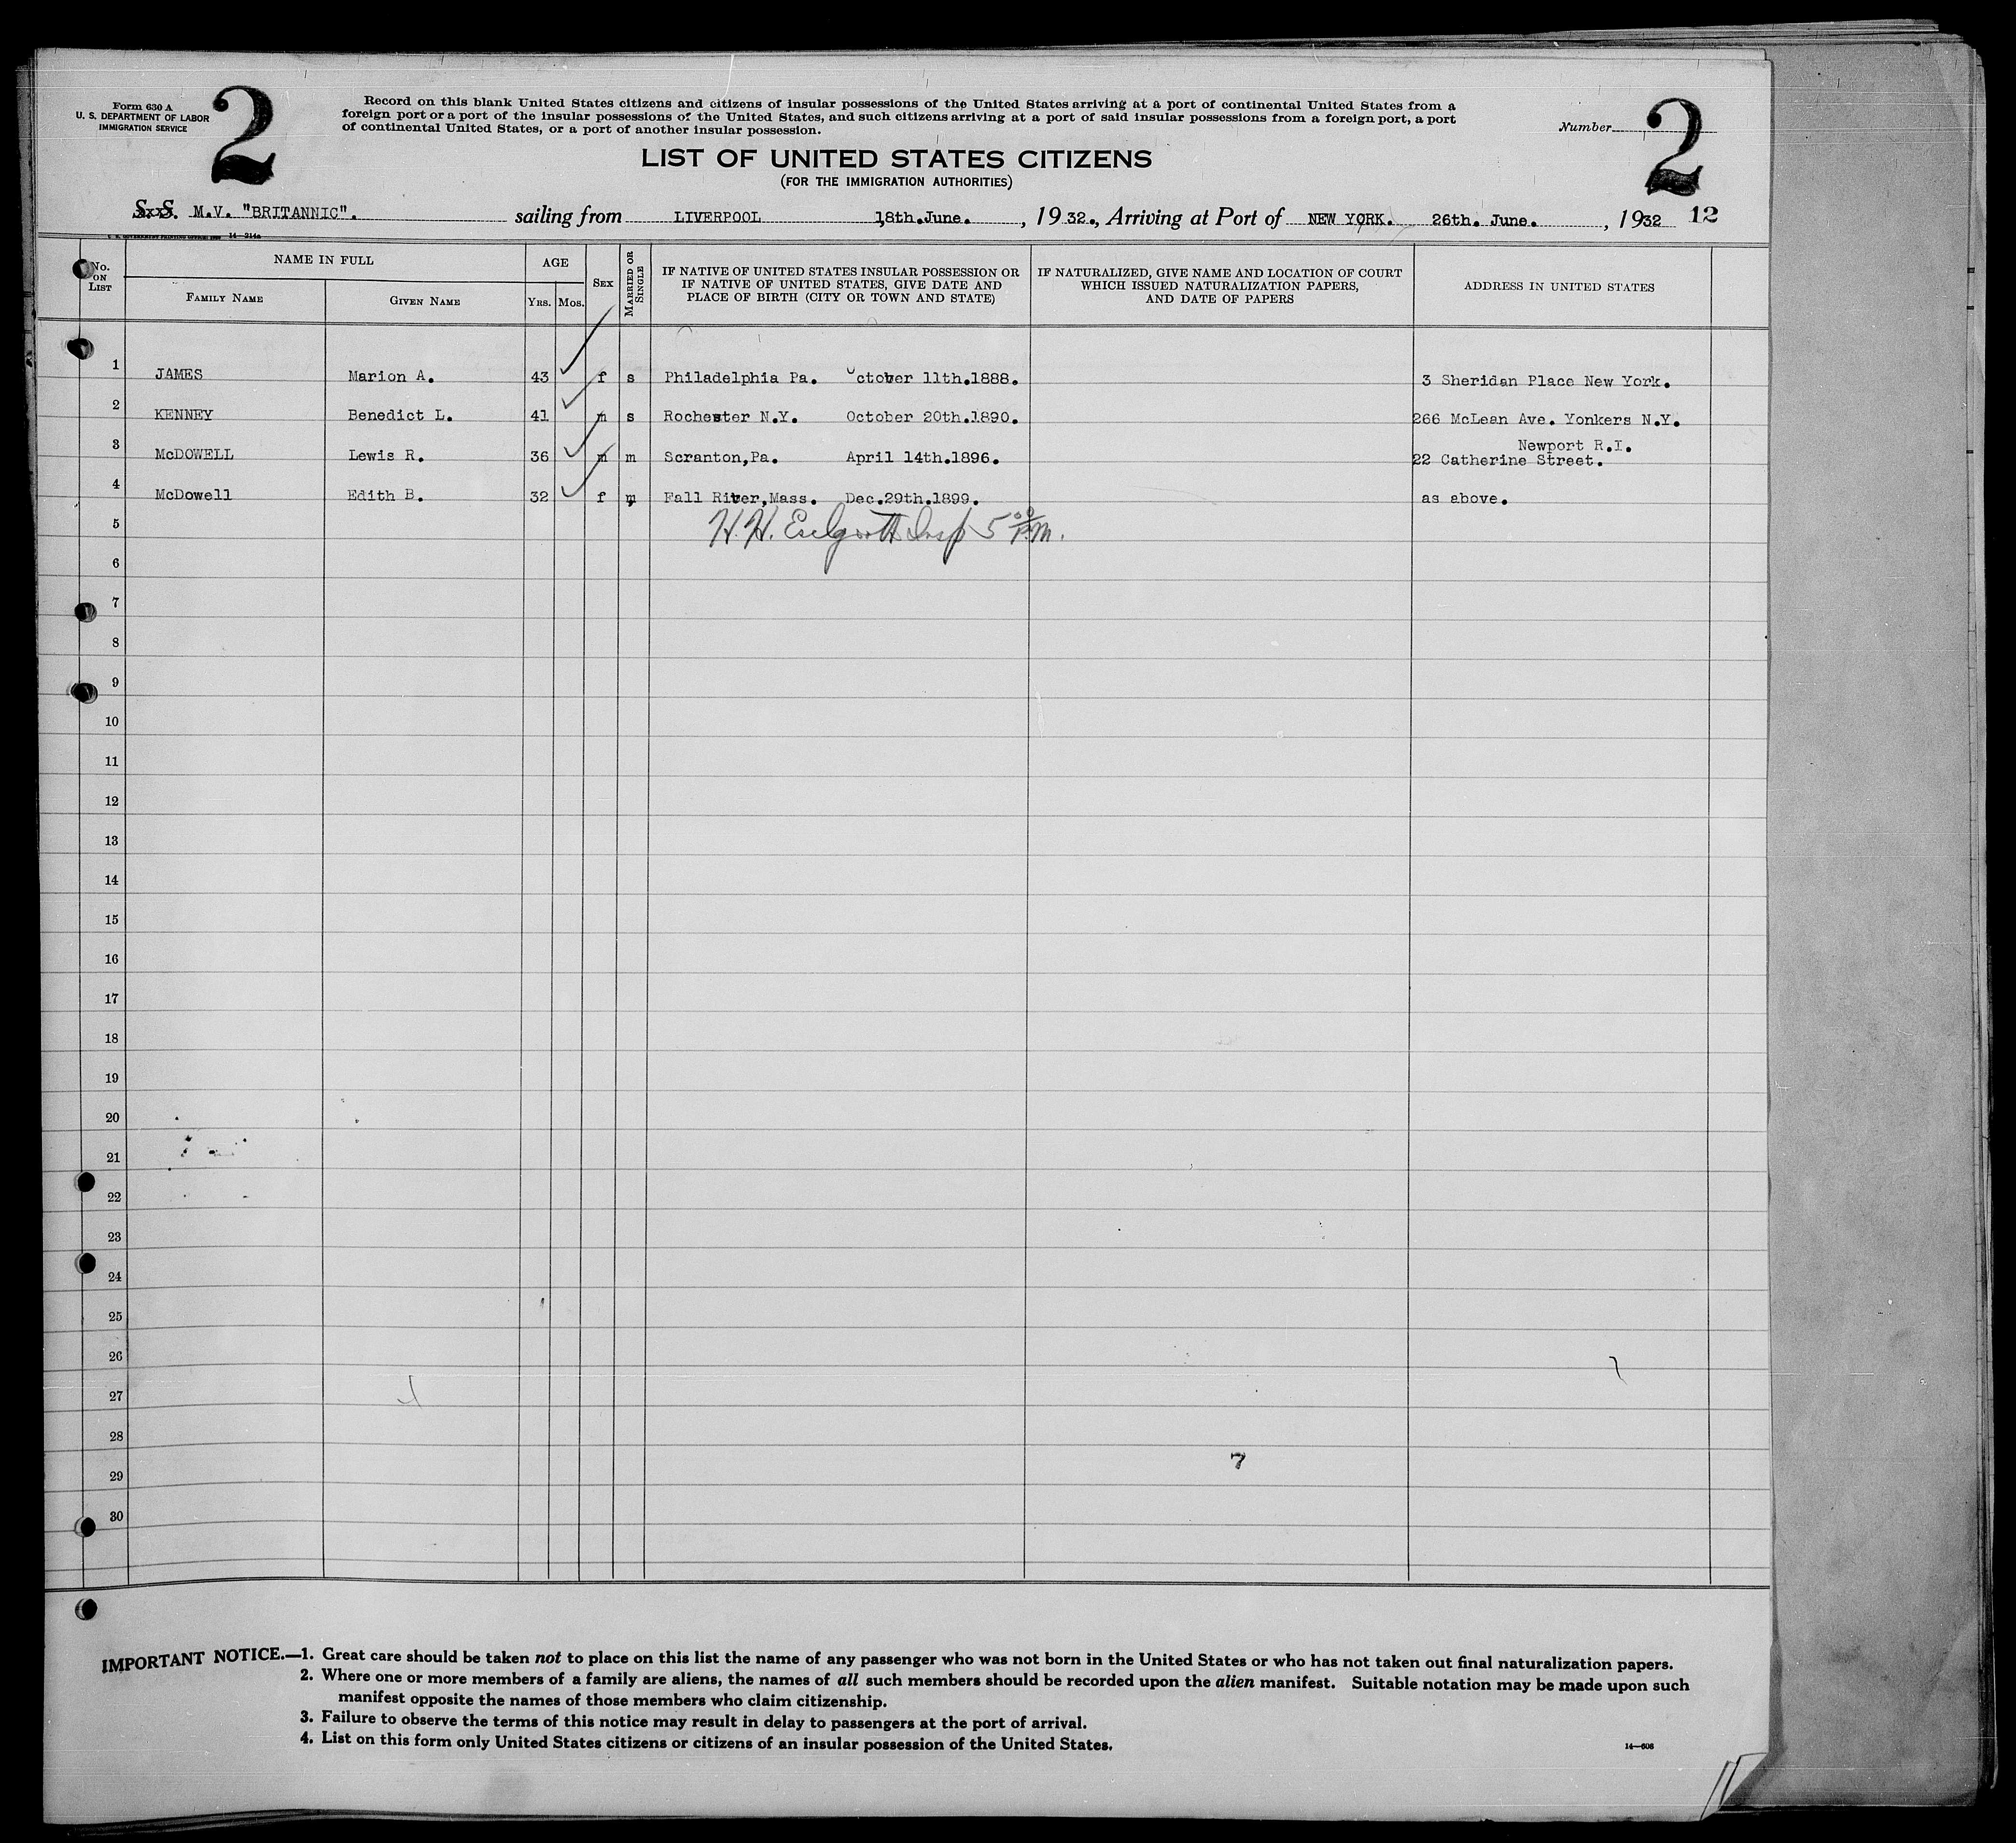 Form 630 A
U. S. DEPARTMENT OF LABOR
IMMIGRATION SERVICE
2
Record on this blank United States citizens and citizens of insular possessions of the United States arriving at a port of continental United States from a
foreign port or a port of the insular possessions of the United States, and such citizens arriving at a port of said insular possessions from a foreign port, a port
of continental United States, or a port of another insular possession.
Number
2
LIST OF UNITED STATES CITIZENS
(FOR THE IMMIGRATION AUTHORITIES)
S. S. M.V. "BRITANNIC". sailing from LIVERPOOL 18th.June. , 1932., Arriving at Port of NEW YORK. 26th. June. , 1932 12
14—214a
No. ON LIST
NAME IN FULL
FAMILY NAME
GIVEN NAME
AGE
YRS.
MOS.
SEX
MARRIED OR SINGLE
IF NATIVE OF UNITED STATES INSULAR POSSESSION OR
IF NATIVE OF UNITED STATES, GIVE DATE AND
PLACE OF BIRTH (CITY OR TOWN AND STATE)
IF NATURALIZED, GIVE NAME AND LOCATION OF COURT
WHICH ISSUED NATURALIZATION PAPERS,
AND DATE OF PAPERS
ADDRESS IN UNITED STATES
1 JAMES Marion A. 43 f s Philadelphia Pa. October 11th.1888. 3 Sheridan Place New York.
2 KENNEY Benedict L. 41 m s Rochester N.Y. October 20th.1890. 266 McLean Ave. Yonkers N.Y.
Newport R.I.
3 McDOWELL Lewis R. 36 m m Scranton,Pa. April 14th.1896. 22 Catherine Street.
4 McDowell Edith B. 32 f m Fall River,Mass. Dec.29th.1899. as above.
5
H. H. Insp 5 00 P.M.
6
7
8
9
10
11
12
13
14
15
16
17
18
19
20
21
22
23
24
25
26
27
28
7
29
30
IMPORTANT NOTICE.—1. Great care should be taken not to place on this list the name of any passenger who was not born in the United States or who has not taken out final naturalization papers.
2. Where one or more members of a family are aliens, the names of all such members should be recorded upon the alien manifest. Suitable notation may be made upon such
manifest opposite the names of those members who claim citizenship.
3. Failure to observe the terms of this notice may result in delay to passengers at the port of arrival.
4. List on this form only United States citizens or citizens of an insular possession of the United States.
14—608